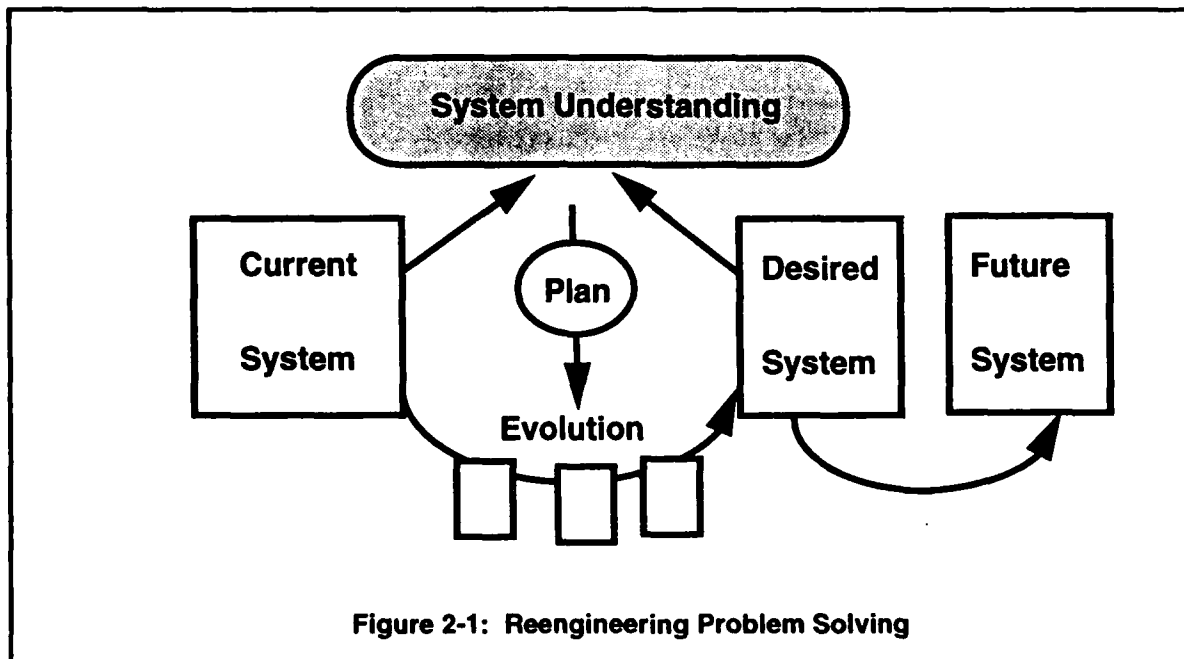 System Understanding
Current
System
Plan
Evolution
Desired
System
Future
System
Figure 2-1: Reengineering Problem Solving